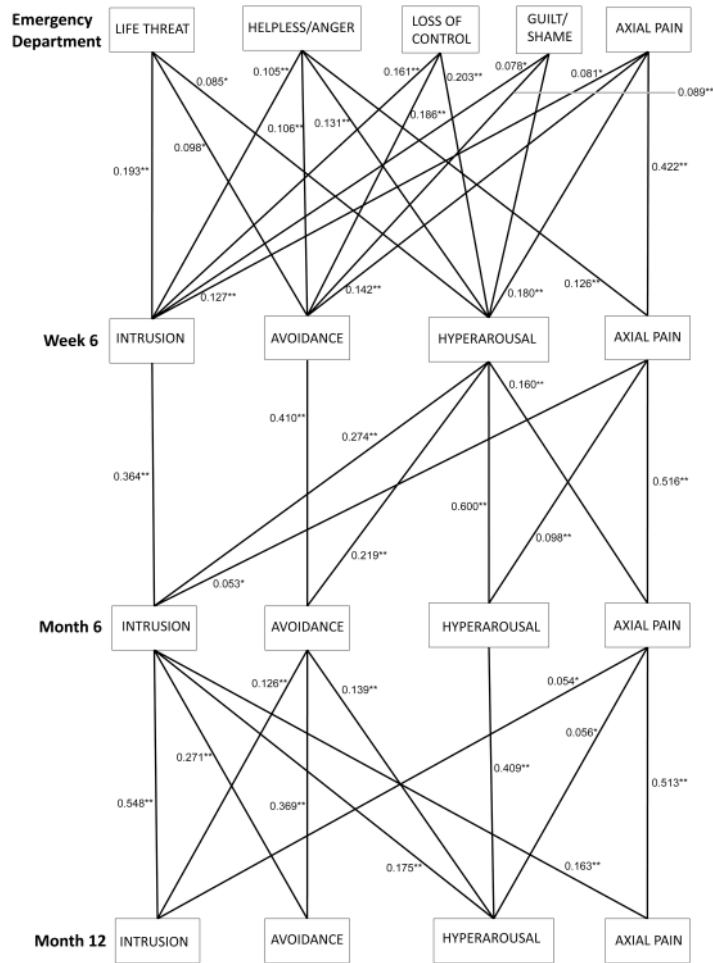 Emergency
Department
LIFE THREAT
HELPLESS/ANGER
LOSS OF
CONTROL
GUILT/
SHAME
AXIAL PAIN
0.085*
0.105**
0.161**
0.203**
0.078*
0.081*
0.089**
0.106**
0.131**
0.186**
0.098*
0.193**
0.422**
0.127**
0.142**
0.180**
0.126**
Week 6
INTRUSION
AVOIDANCE
HYPERAROUSAL
AXIAL PAIN
0.160**
0.410**
0.274**
0.364**
0.516**
0.600**
0.098**
0.219**
0.053*
Month 6
INTRUSION
AVOIDANCE
HYPERAROUSAL
AXIAL PAIN
0.126**
0.139**
0.054*
0.056*
0.271**
0.409**
0.513**
0.548**
0.369**
0.175**
0.163**
Month 12
INTRUSION
AVOIDANCE
HYPERAROUSAL
AXIAL PAIN